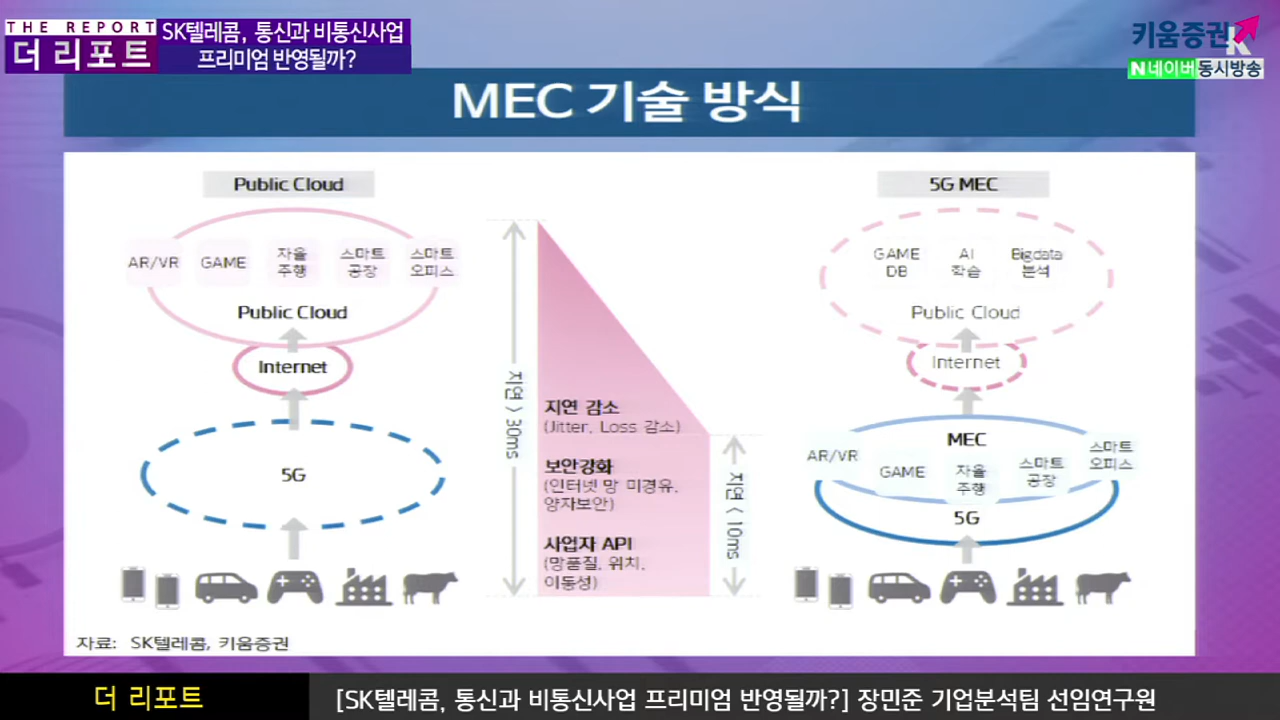 THE REPORT
더 리포트
SK텔레콤, 통신과 비통신사업
프리미엄 반영될까?
키움증권
N 네이버 동시방송
MEC 기술 방식
Public Cloud
AR/VR
GAME
자율
주행
스마트
공장
스마트
오피스
Public Cloud
Internet
5G
지연 > 30ms
지연 감소
(Jitter, Loss 감소)
보안강화
(인터넷 망 미경유,
양자보안)
사업자 API
(망품질, 위치,
이동성)
지연 < 10ms
5G MEC
GAME
DB
AI
학습
Bigdata
분석
Public Cloud
Internet
MEC
AR/VR
GAME
자율
주행
스마트
공장
스마트
오피스
5G
자료: SK텔레콤, 키움증권
더 리포트
[SK텔레콤, 통신과 비통신사업 프리미엄 반영될까?] 장민준 기업분석팀 선임연구원